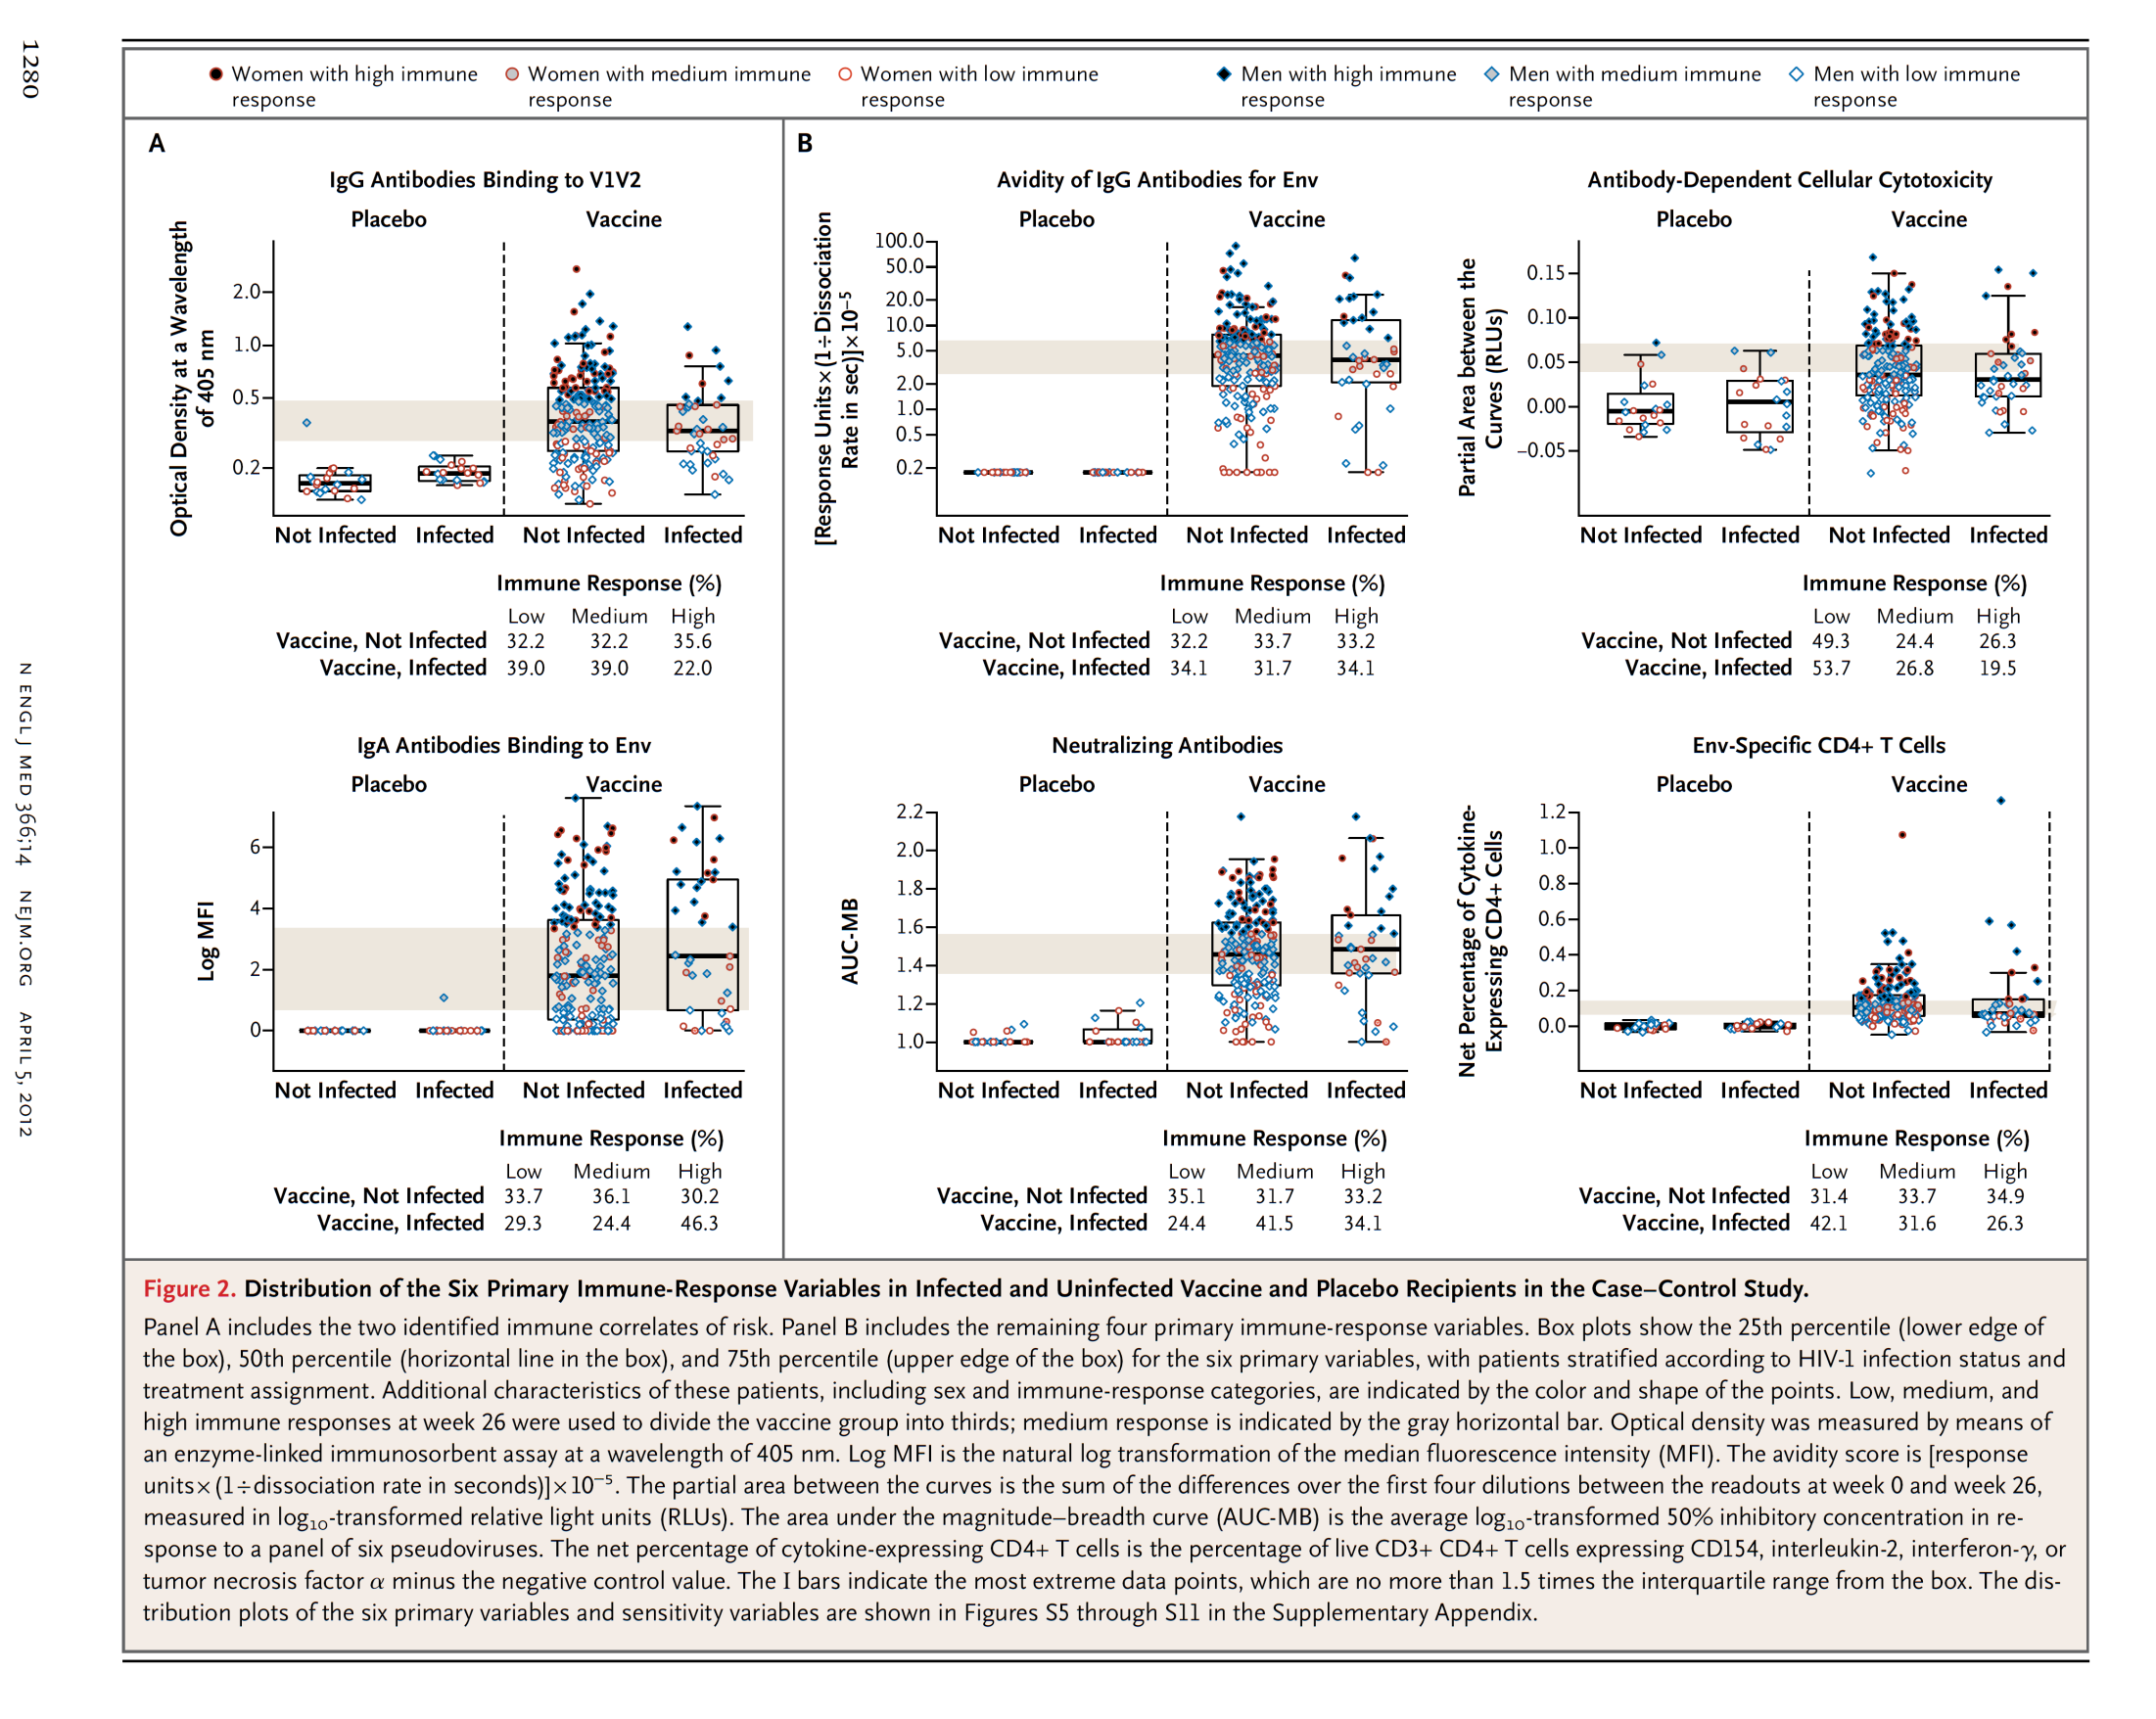 1280
N ENGL J MED 366;14 NEJM.ORG APRIL 5, 2012
Women with high immune response
Women with medium immune response
Women with low immune response
Men with high immune response
Men with medium immune response
Men with low immune response
A
IgG Antibodies Binding to V1V2
Placebo Vaccine
Optical Density at a Wavelength of 405 nm
2.0
1.0
0.5
0.2
Not Infected Infected Not Infected Infected
Immune Response (%)
Low Medium High
Vaccine, Not Infected 32.2 32.2 35.6
Vaccine, Infected 39.0 39.0 22.0
IgA Antibodies Binding to Env
Placebo Vaccine
Log MFI
6
4
2
0
Not Infected Infected Not Infected Infected
Immune Response (%)
Low Medium High
Vaccine, Not Infected 33.7 36.1 30.2
Vaccine, Infected 29.3 24.4 46.3
B
Avidity of IgG Antibodies for Env
Placebo Vaccine
[Response Units×(1÷Dissociation Rate in sec)]×10⁻⁵
100.0
50.0
20.0
10.0
5.0
2.0
1.0
0.5
0.2
Not Infected Infected Not Infected Infected
Immune Response (%)
Low Medium High
Vaccine, Not Infected 32.2 33.7 33.2
Vaccine, Infected 34.1 31.7 34.1
Antibody-Dependent Cellular Cytotoxicity
Placebo Vaccine
Partial Area between the Curves (RLUs)
0.15
0.10
0.05
0.00
−0.05
Not Infected Infected Not Infected Infected
Immune Response (%)
Low Medium High
Vaccine, Not Infected 49.3 24.4 26.3
Vaccine, Infected 53.7 26.8 19.5
Neutralizing Antibodies
Placebo Vaccine
AUC-MB
2.2
2.0
1.8
1.6
1.4
1.2
1.0
Not Infected Infected Not Infected Infected
Immune Response (%)
Low Medium High
Vaccine, Not Infected 35.1 31.7 33.2
Vaccine, Infected 24.4 41.5 34.1
Env-Specific CD4+ T Cells
Placebo Vaccine
Net Percentage of Cytokine-Expressing CD4+ Cells
1.2
1.0
0.8
0.6
0.4
0.2
0.0
Not Infected Infected Not Infected Infected
Immune Response (%)
Low Medium High
Vaccine, Not Infected 31.4 33.7 34.9
Vaccine, Infected 42.1 31.6 26.3
Figure 2. Distribution of the Six Primary Immune-Response Variables in Infected and Uninfected Vaccine and Placebo Recipients in the Case–Control Study.
Panel A includes the two identified immune correlates of risk. Panel B includes the remaining four primary immune-response variables. Box plots show the 25th percentile (lower edge of
the box), 50th percentile (horizontal line in the box), and 75th percentile (upper edge of the box) for the six primary variables, with patients stratified according to HIV-1 infection status and
treatment assignment. Additional characteristics of these patients, including sex and immune-response categories, are indicated by the color and shape of the points. Low, medium, and
high immune responses at week 26 were used to divide the vaccine group into thirds; medium response is indicated by the gray horizontal bar. Optical density was measured by means of
an enzyme-linked immunosorbent assay at a wavelength of 405 nm. Log MFI is the natural log transformation of the median fluorescence intensity (MFI). The avidity score is [response
units×(1÷dissociation rate in seconds)]×10⁻⁵. The partial area between the curves is the sum of the differences over the first four dilutions between the readouts at week 0 and week 26,
measured in log₁₀-transformed relative light units (RLUs). The area under the magnitude–breadth curve (AUC-MB) is the average log₁₀-transformed 50% inhibitory concentration in re-
sponse to a panel of six pseudoviruses. The net percentage of cytokine-expressing CD4+ T cells is the percentage of live CD3+ CD4+ T cells expressing CD154, interleukin-2, interferon-γ, or
tumor necrosis factor α minus the negative control value. The I bars indicate the most extreme data points, which are no more than 1.5 times the interquartile range from the box. The dis-
tribution plots of the six primary variables and sensitivity variables are shown in Figures S5 through S11 in the Supplementary Appendix.